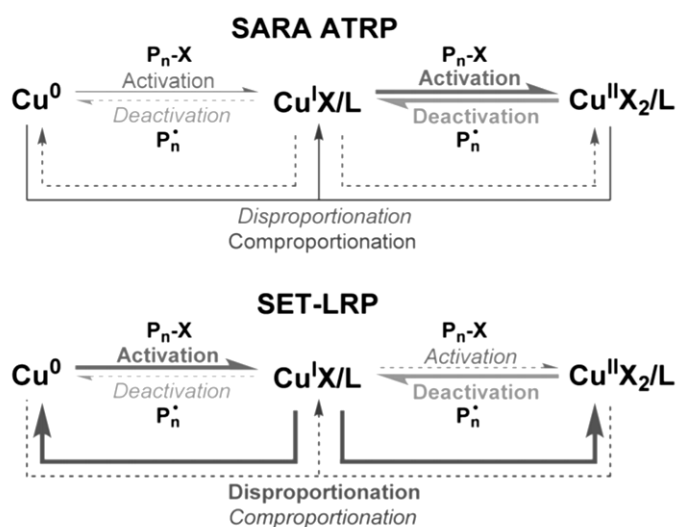 SARA ATRP
Pn-X Pn-X
Cu⁰ Activation CuᴵX/L Activation CuᴵᴵX₂/L
Deactivation Deactivation
Pn• Pn•
Disproportionation
Comproportionation
SET-LRP
Pn-X Pn-X
Cu⁰ Activation CuᴵX/L Activation CuᴵᴵX₂/L
Deactivation Deactivation
Pn• Pn•
Disproportionation
Comproportionation